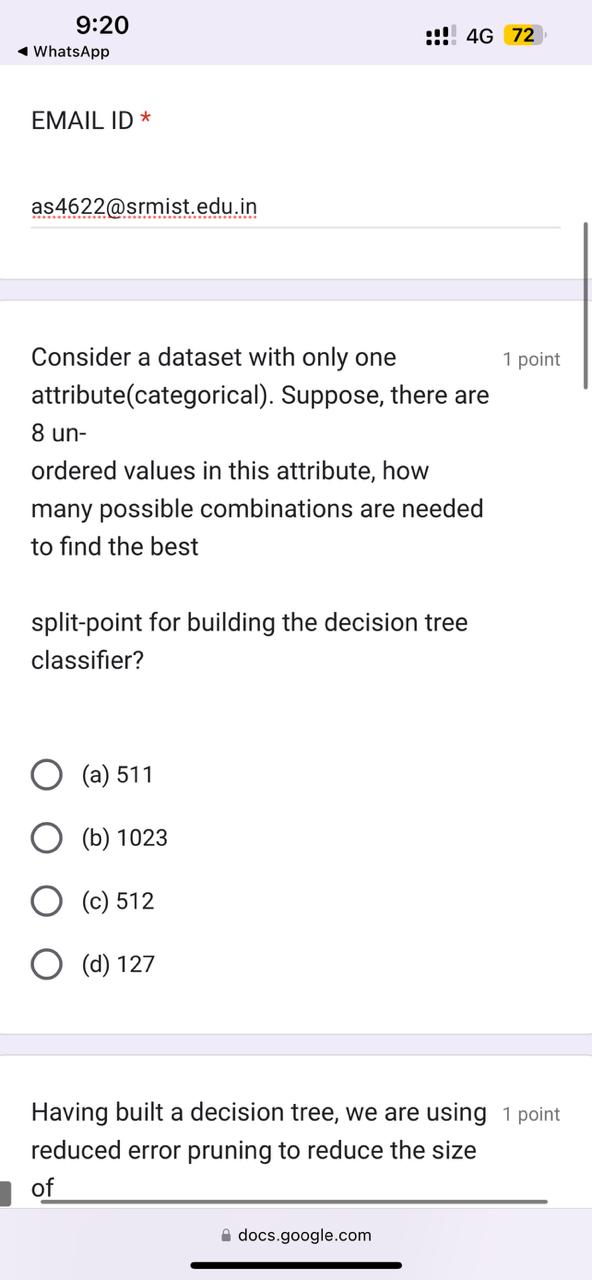 9:20
4G 72
◀ WhatsApp
EMAIL ID *
as4622@srmist.edu.in
Consider a dataset with only one
1 point
attribute(categorical). Suppose, there are
8 un-
ordered values in this attribute, how
many possible combinations are needed
to find the best
split-point for building the decision tree
classifier?
(a) 511
(b) 1023
(c) 512
(d) 127
Having built a decision tree, we are using
1 point
reduced error pruning to reduce the size
of
docs.google.com